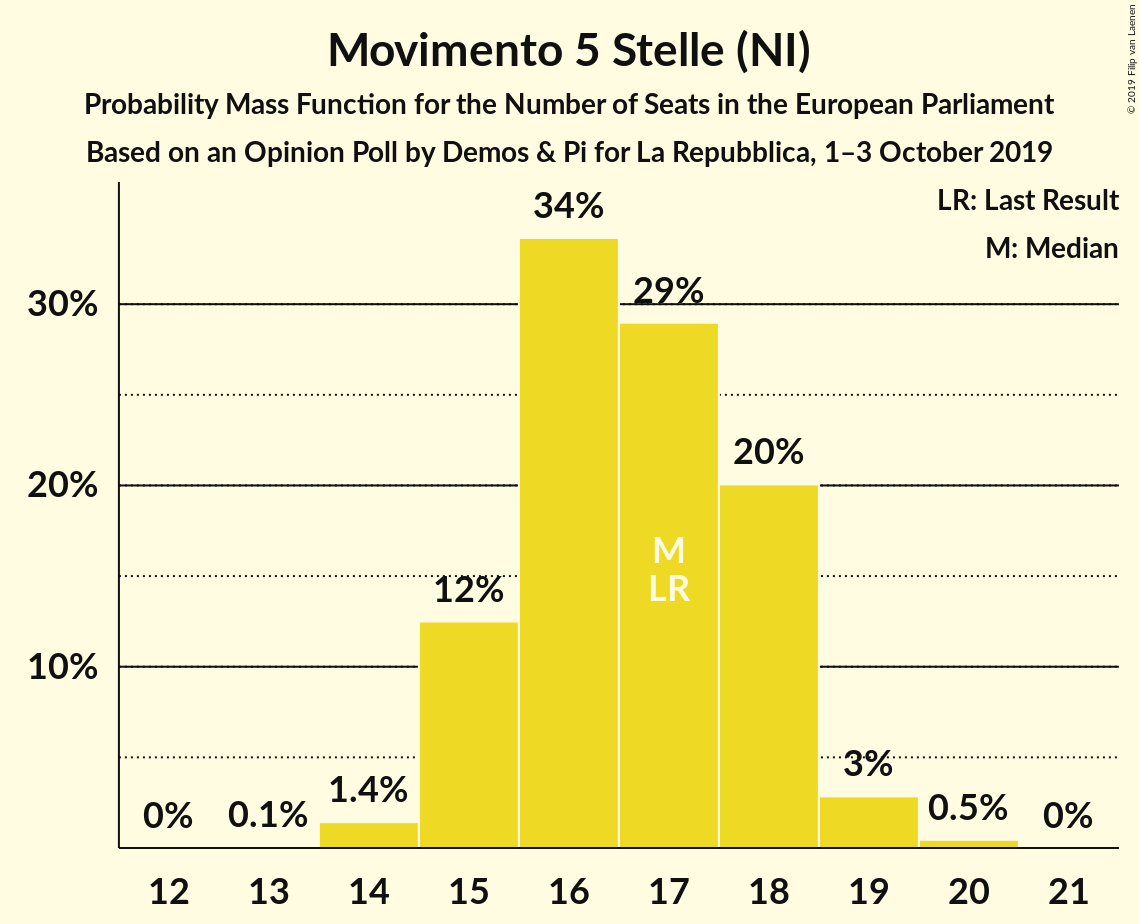 Movimento 5 Stelle (NI)
Probability Mass Function for the Number of Seats in the European Parliament
Based on an Opinion Poll by Demos & Pi for La Repubblica, 1–3 October 2019
© 2019 Filip van Laenen
LR: Last Result
M: Median
34%
29%
30%
20%
20%
M
LR
12%
10%
3%
1.4%
0.5%
0%
0.1%
0%
12 13 14 15 16 17 18 19 20 21